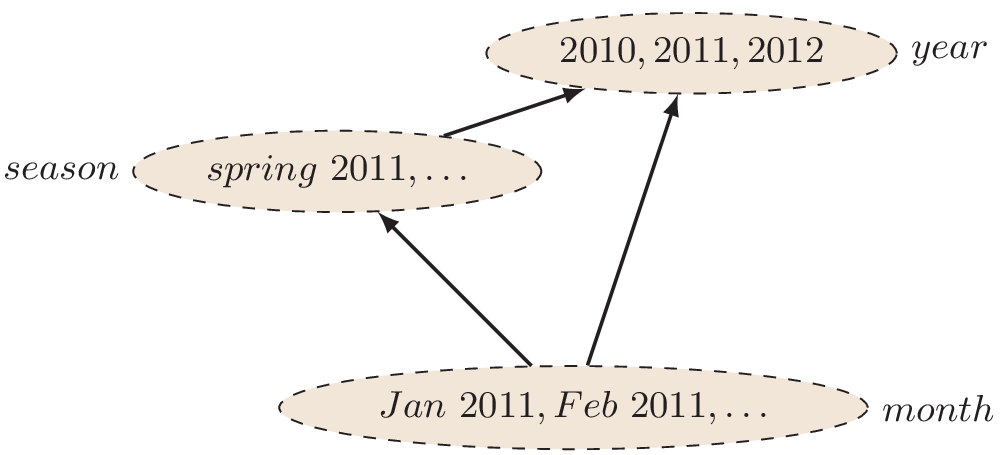 2010, 2011, 2012 year
season spring 2011, . . .
Jan 2011, Feb 2011, . . . month